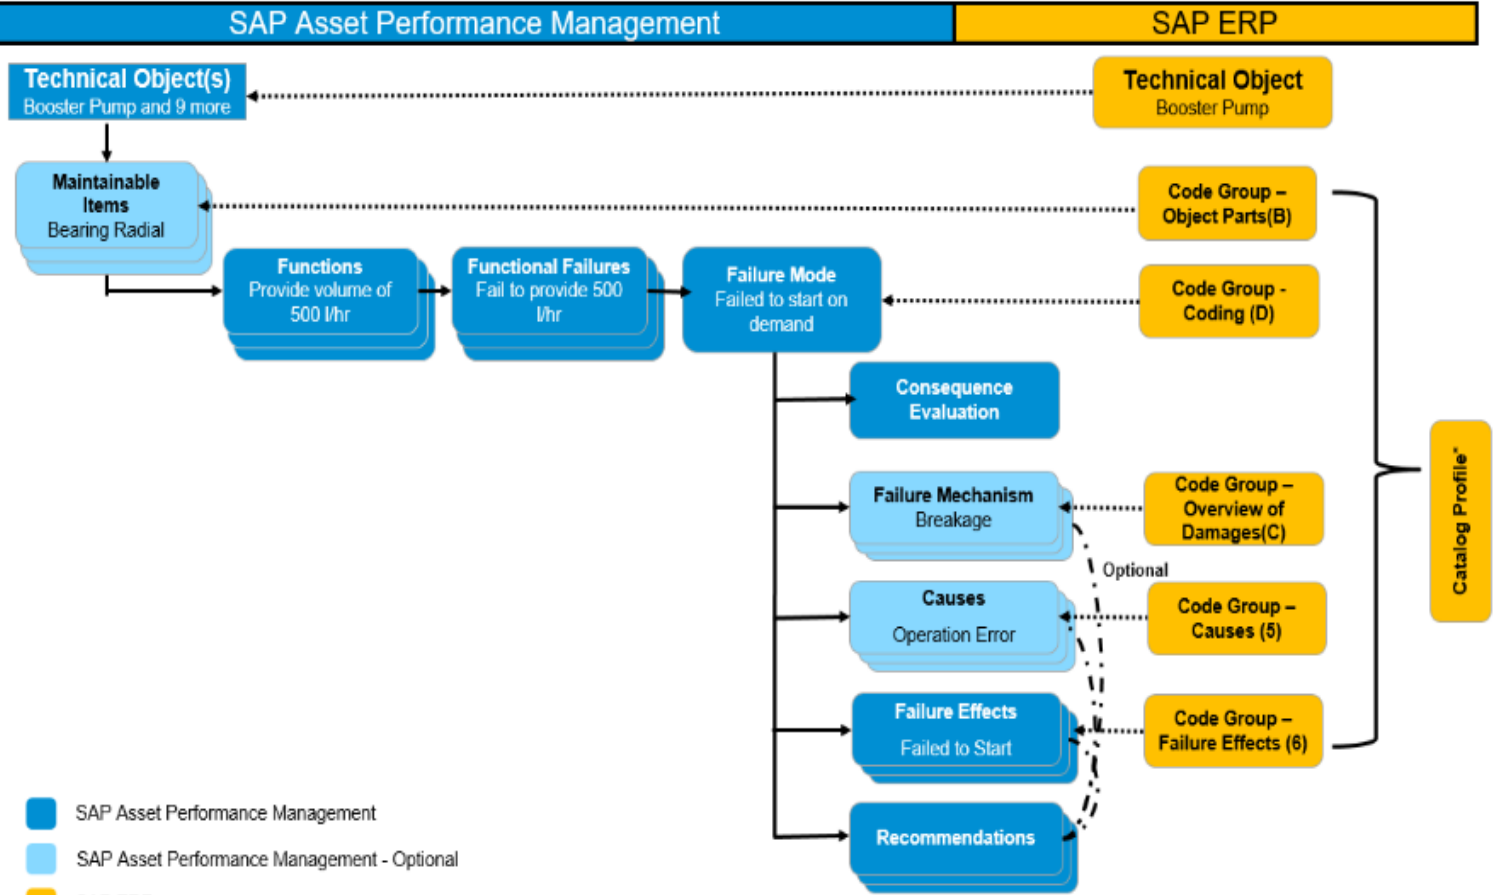 SAP Asset Performance Management
SAP ERP
Technical Object(s)
Booster Pump and 9 more
Technical Object
Booster Pump
Maintainable
Items
Bearing Radial
Code Group –
Object Parts(B)
Functions
Provide volume of
500 l/hr
Functional Failures
Fail to provide 500
l/hr
Failure Mode
Failed to start on
demand
Code Group -
Coding (D)
Consequence
Evaluation
Failure Mechanism
Breakage
Code Group –
Overview of
Damages(C)
Optional
Causes
Operation Error
Code Group –
Causes (5)
Failure Effects
Failed to Start
Code Group –
Failure Effects (6)
Recommendations
Catalog Profile*
SAP Asset Performance Management
SAP Asset Performance Management - Optional